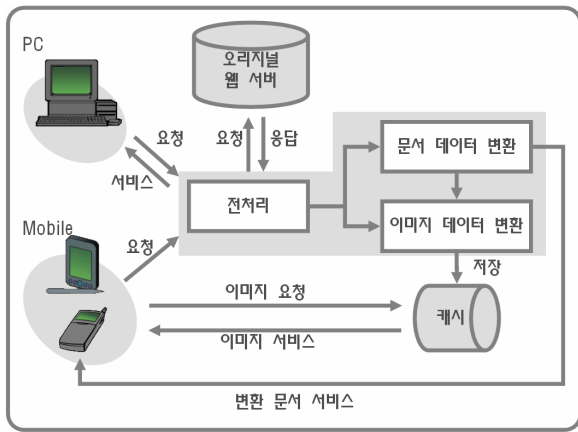 PC
오리지널
웹 서버
요청
서비스
요청
응답
문서 데이터 변환
전처리
이미지 데이터 변환
Mobile
요청
저장
이미지 요청
캐시
이미지 서비스
변환 문서 서비스